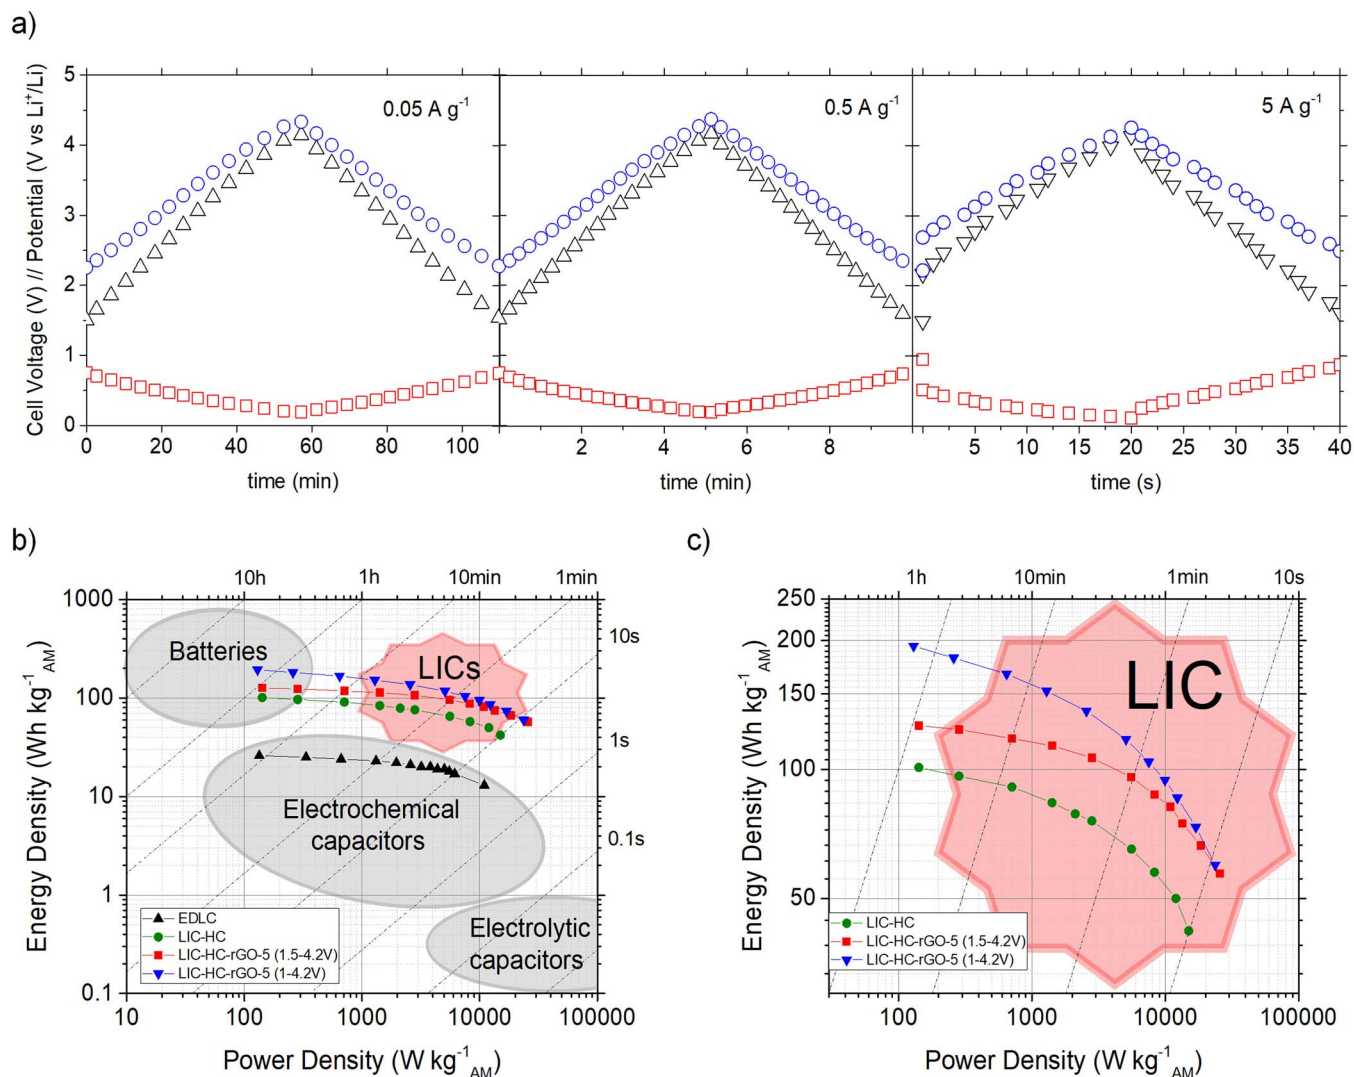 a)
Cell Voltage (V) // Potential (V vs Li⁺/Li)
5
4
3
2
1
0
0.05 A g⁻¹
0.5 A g⁻¹
5 A g⁻¹
0 20 40 60 80 100
2 4 6 8
0 5 10 15 20 25 30 35 40
time (min)
time (min)
time (s)
b)
10h 1h 10min 1min
Energy Density (Wh kg⁻¹AM)
1000
100
10
1
0.1
10s
1s
0.1s
Batteries
LICs
Electrochemical
capacitors
Electrolytic
capacitors
EDLC
LIC-HC
LIC-HC-rGO-5 (1.5-4.2V)
LIC-HC-rGO-5 (1-4.2V)
10 100 1000 10000 100000
Power Density (W kg⁻¹AM)
c)
1h 10min 1min 10s
Energy Density (Wh kg⁻¹AM)
250
200
150
100
50
LIC
LIC-HC
LIC-HC-rGO-5 (1.5-4.2V)
LIC-HC-rGO-5 (1-4.2V)
100 1000 10000 100000
Power Density (W kg⁻¹AM)